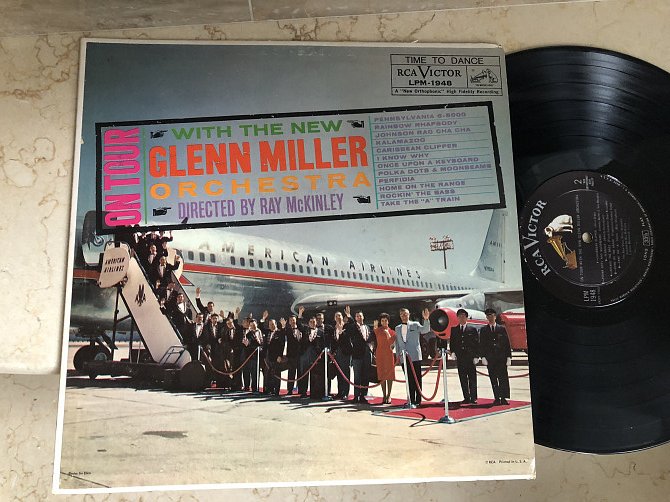 TIME TO DANCE
RCA VICTOR
LPM-1948
A "New Orthophonic" High Fidelity Recording
ON TOUR
WITH THE NEW
GLENN MILLER
ORCHESTRA
DIRECTED BY RAY McKINLEY
PENNSYLVANIA 6-5000
RAINBOW RHAPSODY
JOHNSON RAG CHA CHA
KALAMAZOO
CARIBBEAN CLIPPER
I KNOW WHY
ONCE UPON A KEYBOARD
POLKA DOTS & MOONBEAMS
PERFIDIA
HOME ON THE RANGE
ROCKIN' THE BASS
TAKE THE "A" TRAIN
AMERICAN AIRLINES
AMERICAN
AIRLINES
Printed in U.S.A.
RCA VICTOR
2
LPM
1948